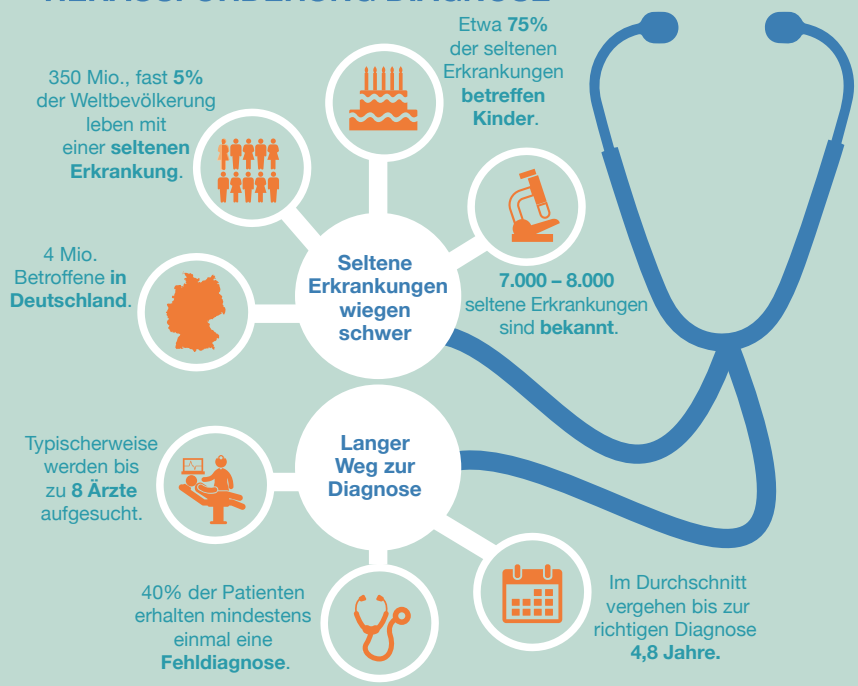 HERAUSFORDERUNG DIAGNOSE
Etwa 75%
der seltenen
Erkrankungen
betreffen
Kinder.
350 Mio., fast 5%
der Weltbevölkerung
leben mit
einer seltenen
Erkrankung.
4 Mio.
Betroffene in
Deutschland.
Seltene
Erkrankungen
wiegen
schwer
7.000 – 8.000
seltene Erkrankungen
sind bekannt.
Langer
Weg zur
Diagnose
Typischerweise
werden bis
zu 8 Ärzte
aufgesucht.
40% der Patienten
erhalten mindestens
einmal eine
Fehldiagnose.
Im Durchschnitt
vergehen bis zur
richtigen Diagnose
4,8 Jahre.